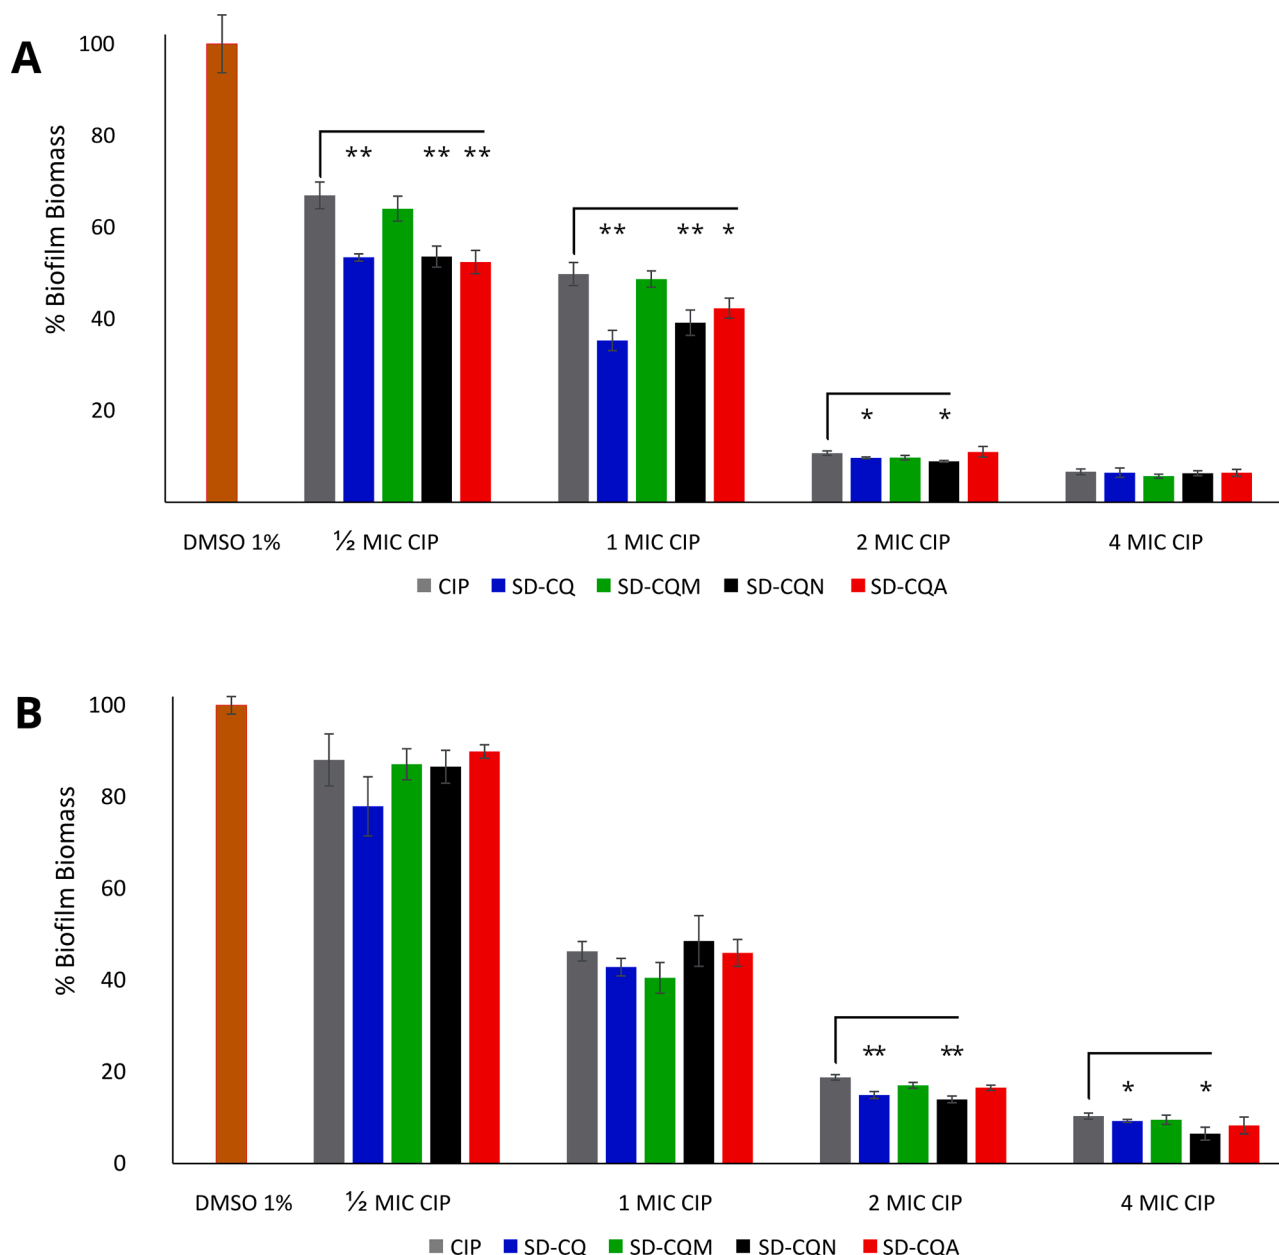 A
% Biofilm Biomass
100
80
60
40
20
** ** **
** ** *
* *
DMSO 1% ½ MIC CIP 1 MIC CIP 2 MIC CIP 4 MIC CIP
CIP SD-CQ SD-CQM SD-CQN SD-CQA
B
% Biofilm Biomass
100
80
60
40
20
0
** **
* *
DMSO 1% ½ MIC CIP 1 MIC CIP 2 MIC CIP 4 MIC CIP
CIP SD-CQ SD-CQM SD-CQN SD-CQA